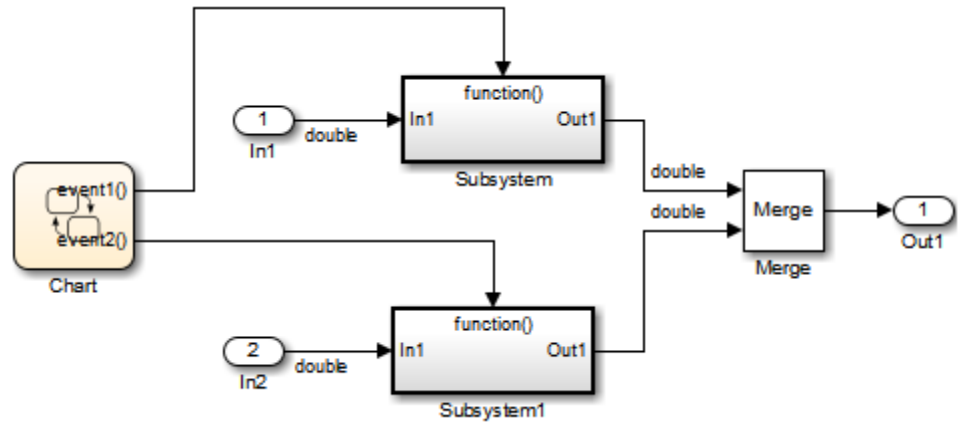 function()
In1
Out1
Subsystem
1
In1
double
event1()
event2()
Chart
double
double
Merge
Merge
1
Out1
function()
In1
Out1
Subsystem1
2
In2
double